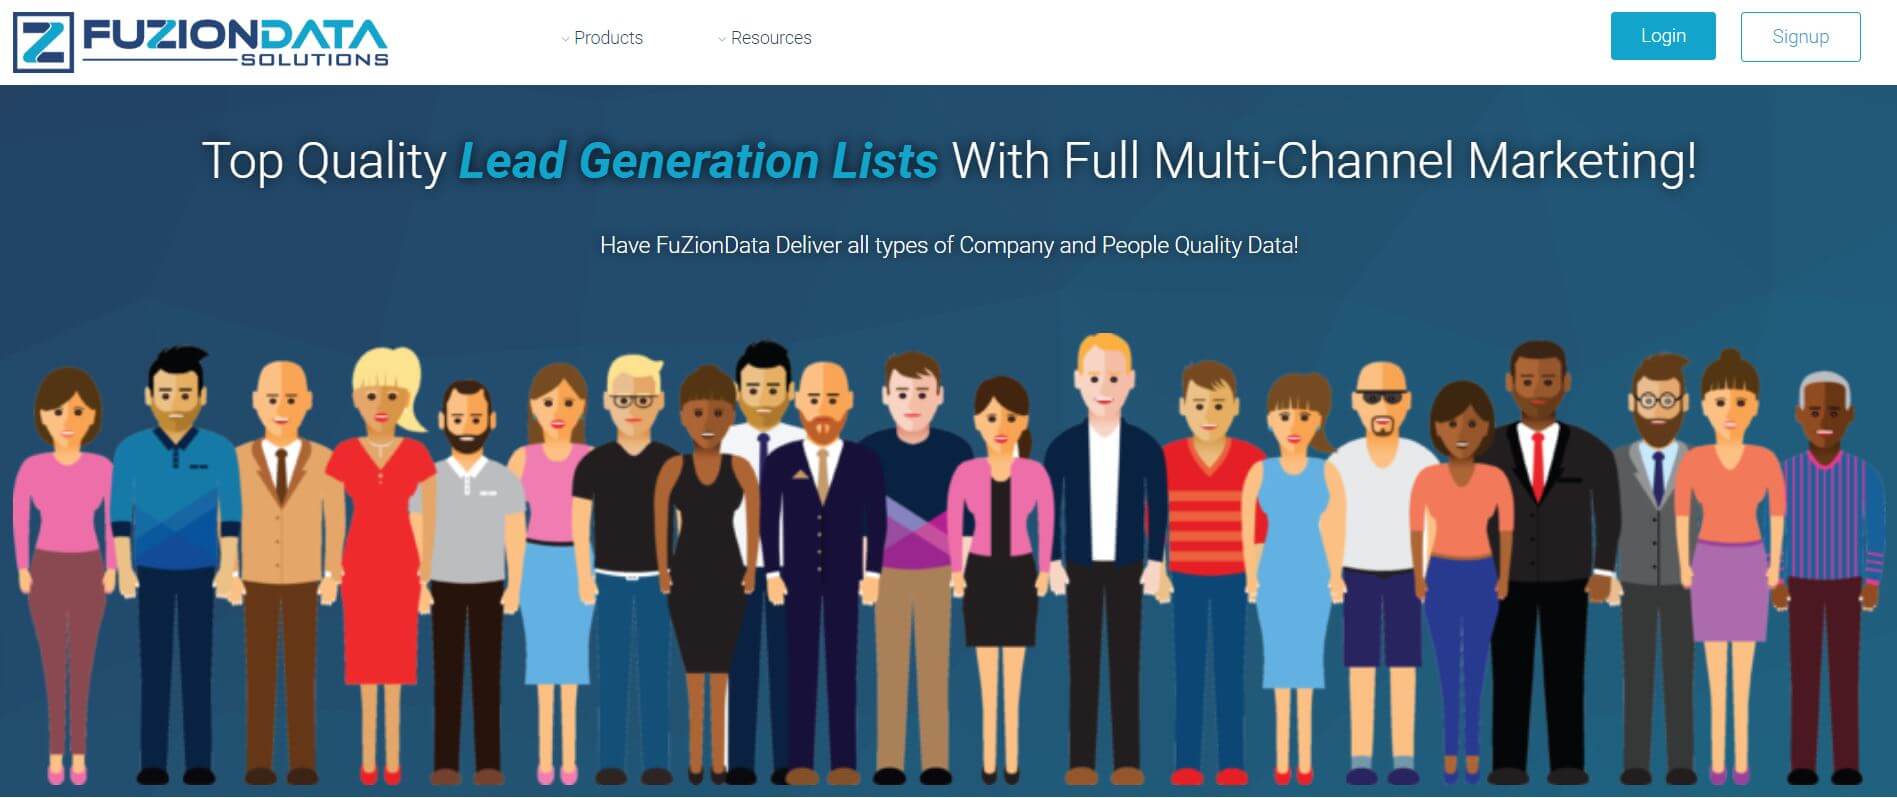 FUZIONDATA
SOLUTIONS
Products
Resources
Login
Signup
Top Quality Lead Generation Lists With Full Multi-Channel Marketing!
Have FuZionData Deliver all types of Company and People Quality Data!